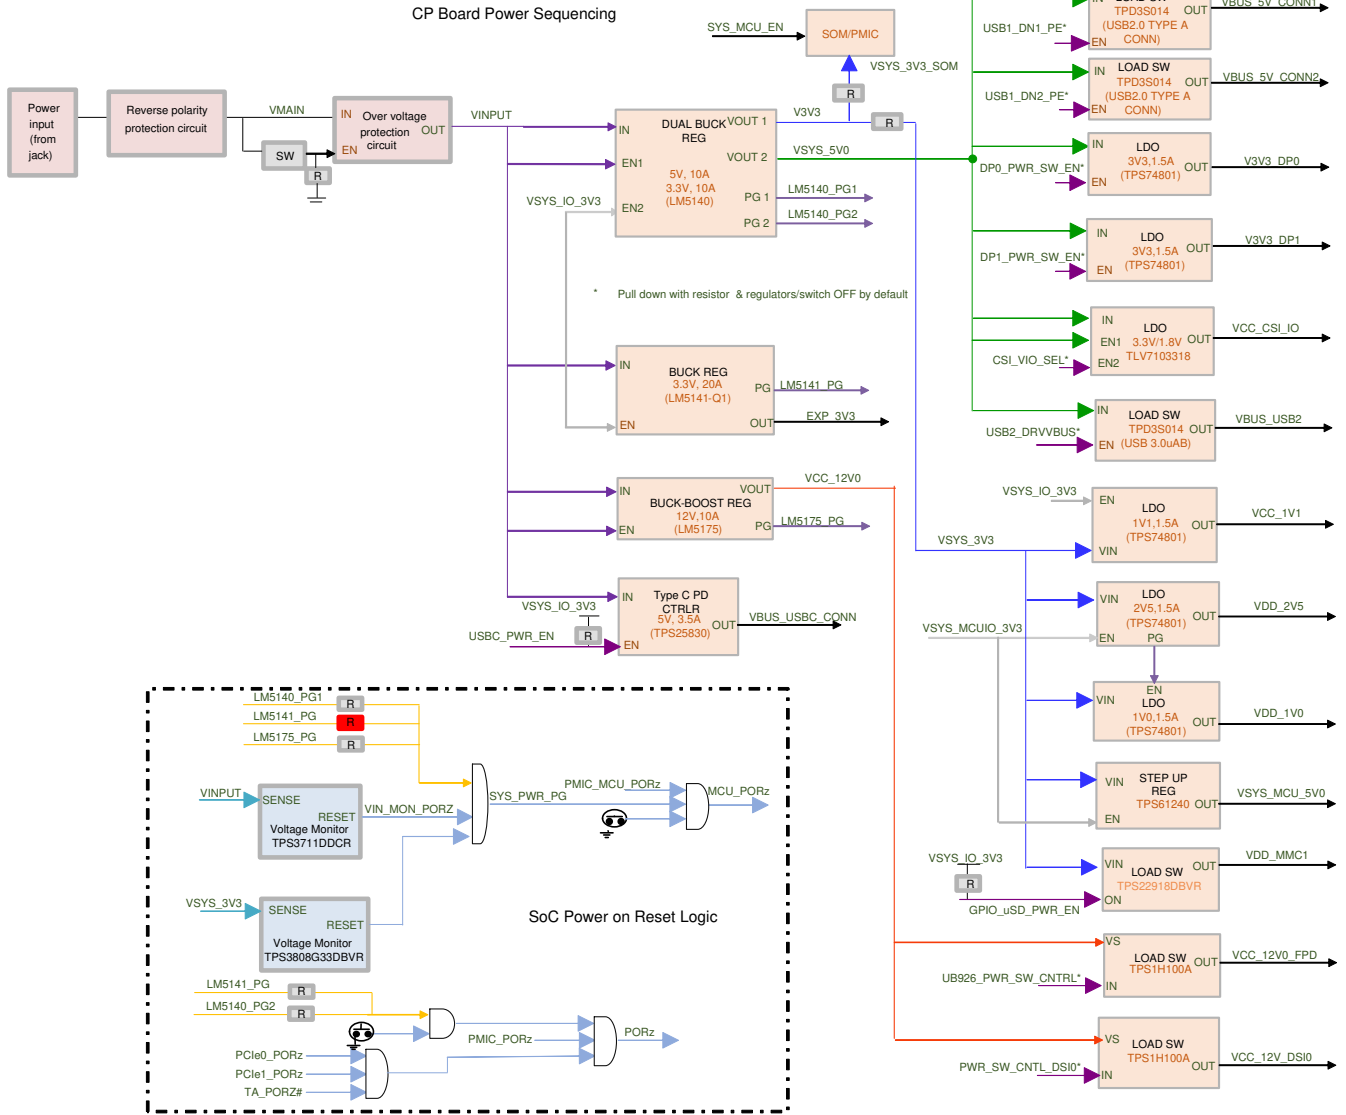 CP Board Power Sequencing
Power
input
(from
jack)
Reverse polarity
protection circuit
VMAIN
SW
R
IN
EN
Over voltage
protection
circuit
OUT
VINPUT
SYS_MCU_EN
SOM/PMIC
VSYS_3V3_SOM
R
V3V3
R
IN
EN1
EN2
DUAL BUCK
REG
5V, 10A
3.3V, 10A
(LM5140)
VOUT 1
VOUT 2
PG 1
PG 2
VSYS_5V0
LM5140_PG1
LM5140_PG2
VSYS_IO_3V3
* Pull down with resistor & regulators/switch OFF by default
IN
EN
BUCK REG
3.3V, 20A
(LM5141-Q1)
PG
OUT
LM5141_PG
EXP_3V3
IN
EN
BUCK-BOOST REG
12V,10A
(LM5175)
VOUT
PG
VCC_12V0
LM5175_PG
VSYS_IO_3V3
R
USBC_PWR_EN
IN
EN
Type C PD
CTRLR
5V, 3.5A
(TPS25830)
OUT
VBUS_USBC_CONN
USB1_DN1_PE*
EN
TPD3S014
(USB2.0 TYPE A
CONN)
OUT
VBUS_5V_CONN1
USB1_DN2_PE*
IN
EN
LOAD SW
TPD3S014
(USB2.0 TYPE A
CONN)
OUT
VBUS_5V_CONN2
DP0_PWR_SW_EN*
IN
EN
LDO
3V3,1.5A
(TPS74801)
OUT
V3V3_DP0
DP1_PWR_SW_EN*
IN
EN
LDO
3V3,1.5A
(TPS74801)
OUT
V3V3_DP1
CSI_VIO_SEL*
IN
EN1
EN2
LDO
3.3V/1.8V
TLV7103318
OUT
VCC_CSI_IO
USB2_DRVVBUS*
IN
EN
LOAD SW
TPD3S014
(USB 3.0uAB)
OUT
VBUS_USB2
VSYS_IO_3V3
VSYS_3V3
EN
VIN
LDO
1V1,1.5A
(TPS74801)
OUT
VCC_1V1
VSYS_MCUIO_3V3
VIN
EN
LDO
2V5,1.5A
(TPS74801)
PG
OUT
VDD_2V5
VIN
EN
LDO
1V0,1.5A
(TPS74801)
OUT
VDD_1V0
VIN
EN
STEP UP
REG
TPS61240
OUT
VSYS_MCU_5V0
VSYS_IO_3V3
R
GPIO_uSD_PWR_EN
VIN
ON
LOAD SW
TPS22918DBVR
OUT
VDD_MMC1
UB926_PWR_SW_CNTRL*
VS
IN
LOAD SW
TPS1H100A
OUT
VCC_12V0_FPD
PWR_SW_CNTL_DSI0*
VS
IN
LOAD SW
TPS1H100A
OUT
VCC_12V_DSI0
LM5140_PG1
R
LM5141_PG
R
LM5175_PG
R
VINPUT
SENSE
RESET
Voltage Monitor
TPS3711DDCR
VIN_MON_PORZ
SYS_PWR_PG
PMIC_MCU_PORz
MCU_PORz
VSYS_3V3
SENSE
RESET
Voltage Monitor
TPS3808G33DBVR
SoC Power on Reset Logic
LM5141_PG
R
LM5140_PG2
R
PMIC_PORz
PORz
PCIe0_PORz
PCIe1_PORz
TA_PORZ#